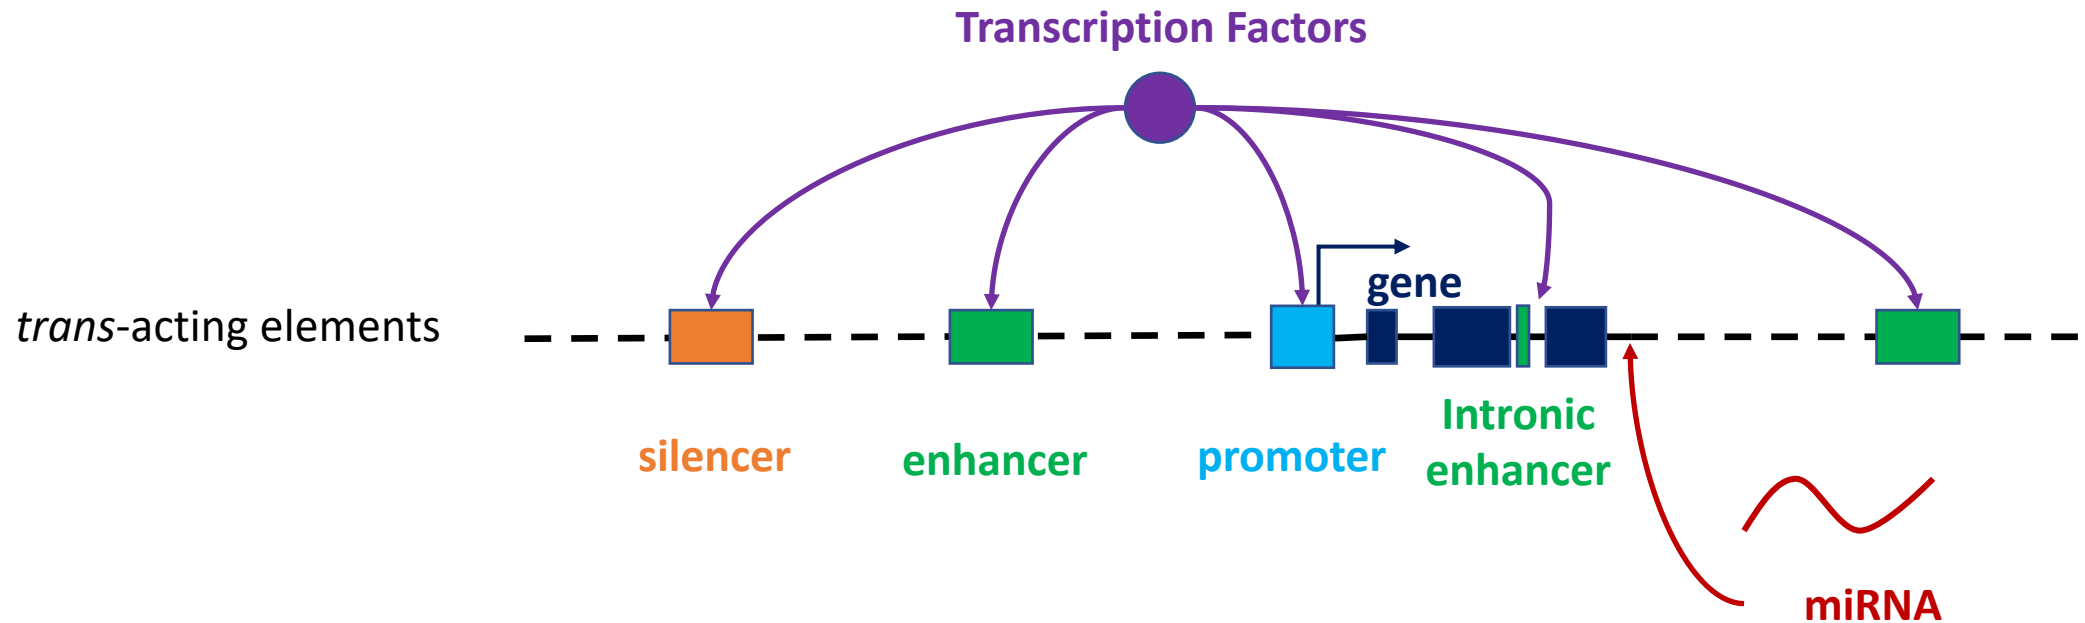 Transcription Factors
gene
trans-acting elements
silencer
enhancer
promoter
Intronic
enhancer
miRNA